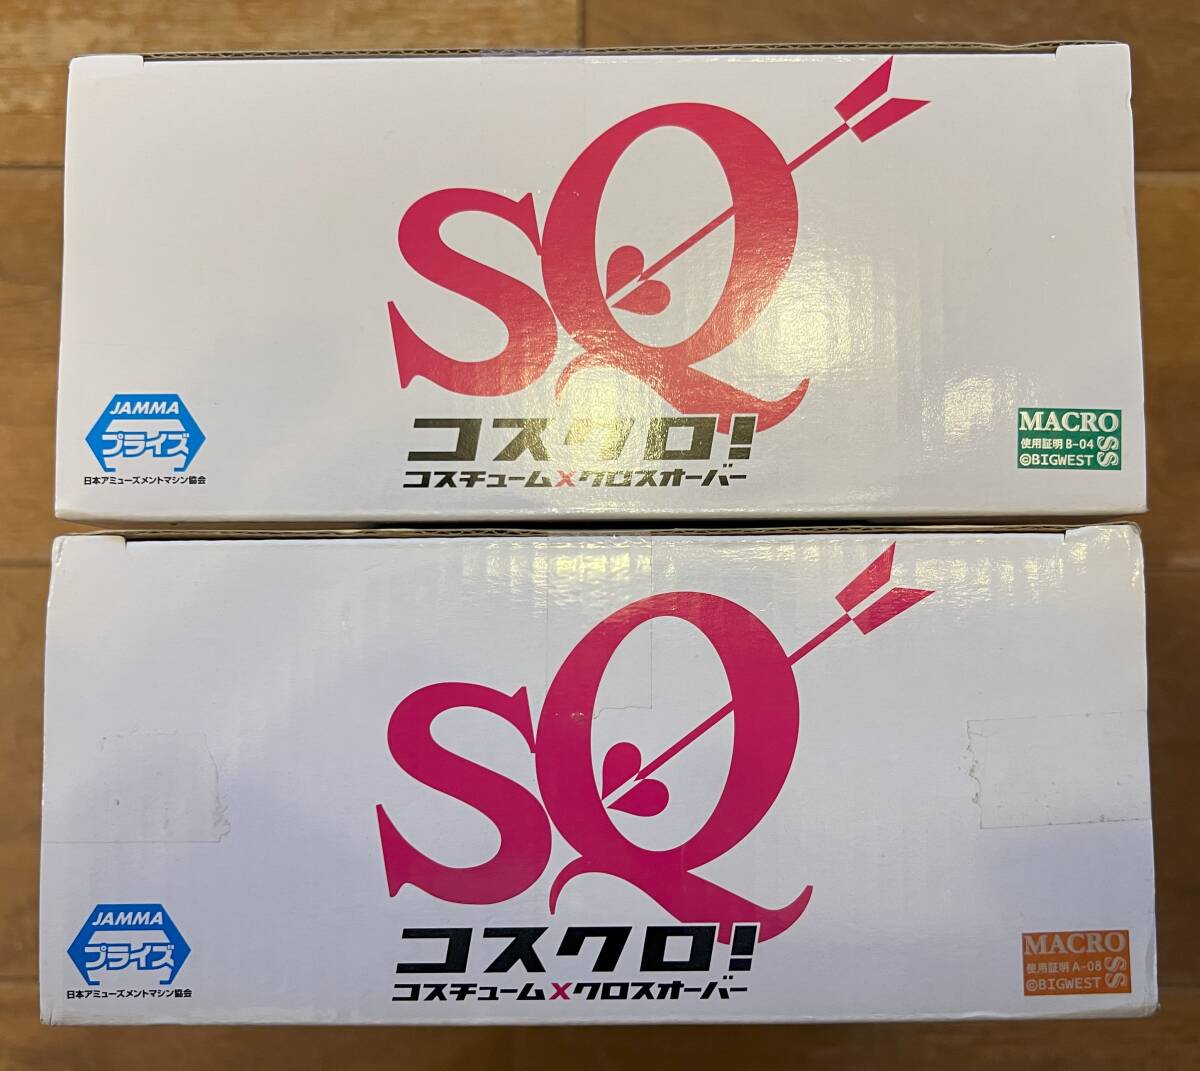 SQ
コスクロ!
コスチューム×クロスオーバー
JAMMA
プライズ
日本アミューズメントマシン協会
MACROSS
使用証明 B-04
©BIGWEST
SQ
コスクロ!
コスチューム×クロスオーバー
JAMMA
プライズ
日本アミューズメントマシン協会
MACROSS
使用証明 A-08
©BIGWEST